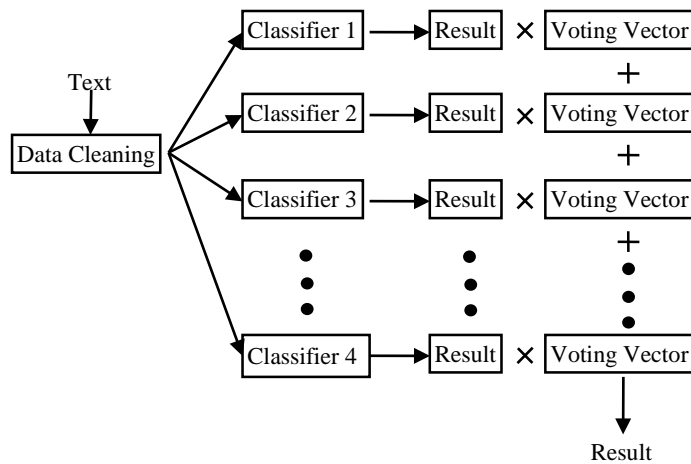 Classifier 1 Result × Voting Vector
+
Text
Classifier 2 Result × Voting Vector
Data Cleaning
+
Classifier 3 Result × Voting Vector
+
Classifier 4 Result × Voting Vector
Result